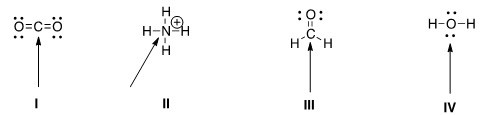 O=C=O
H
H-N-H
H
⊕
O
C
H H
H-O-H
I II III IV